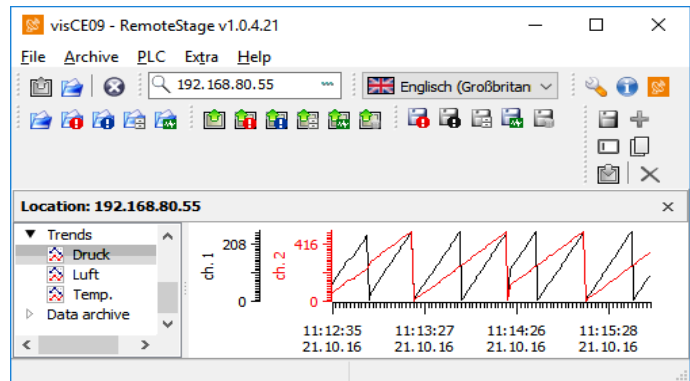 visCE09 - RemoteStage v1.0.4.21
File Archive PLC Extra Help
192.168.80.55 Englisch (Großbritan
Location: 192.168.80.55
Trends
Druck
Luft
Temp.
Data archive
ch. 1
208
0
ch. 2
416
0
11:12:35 11:13:27 11:14:26 11:15:28
21.10.16 21.10.16 21.10.16 21.10.16